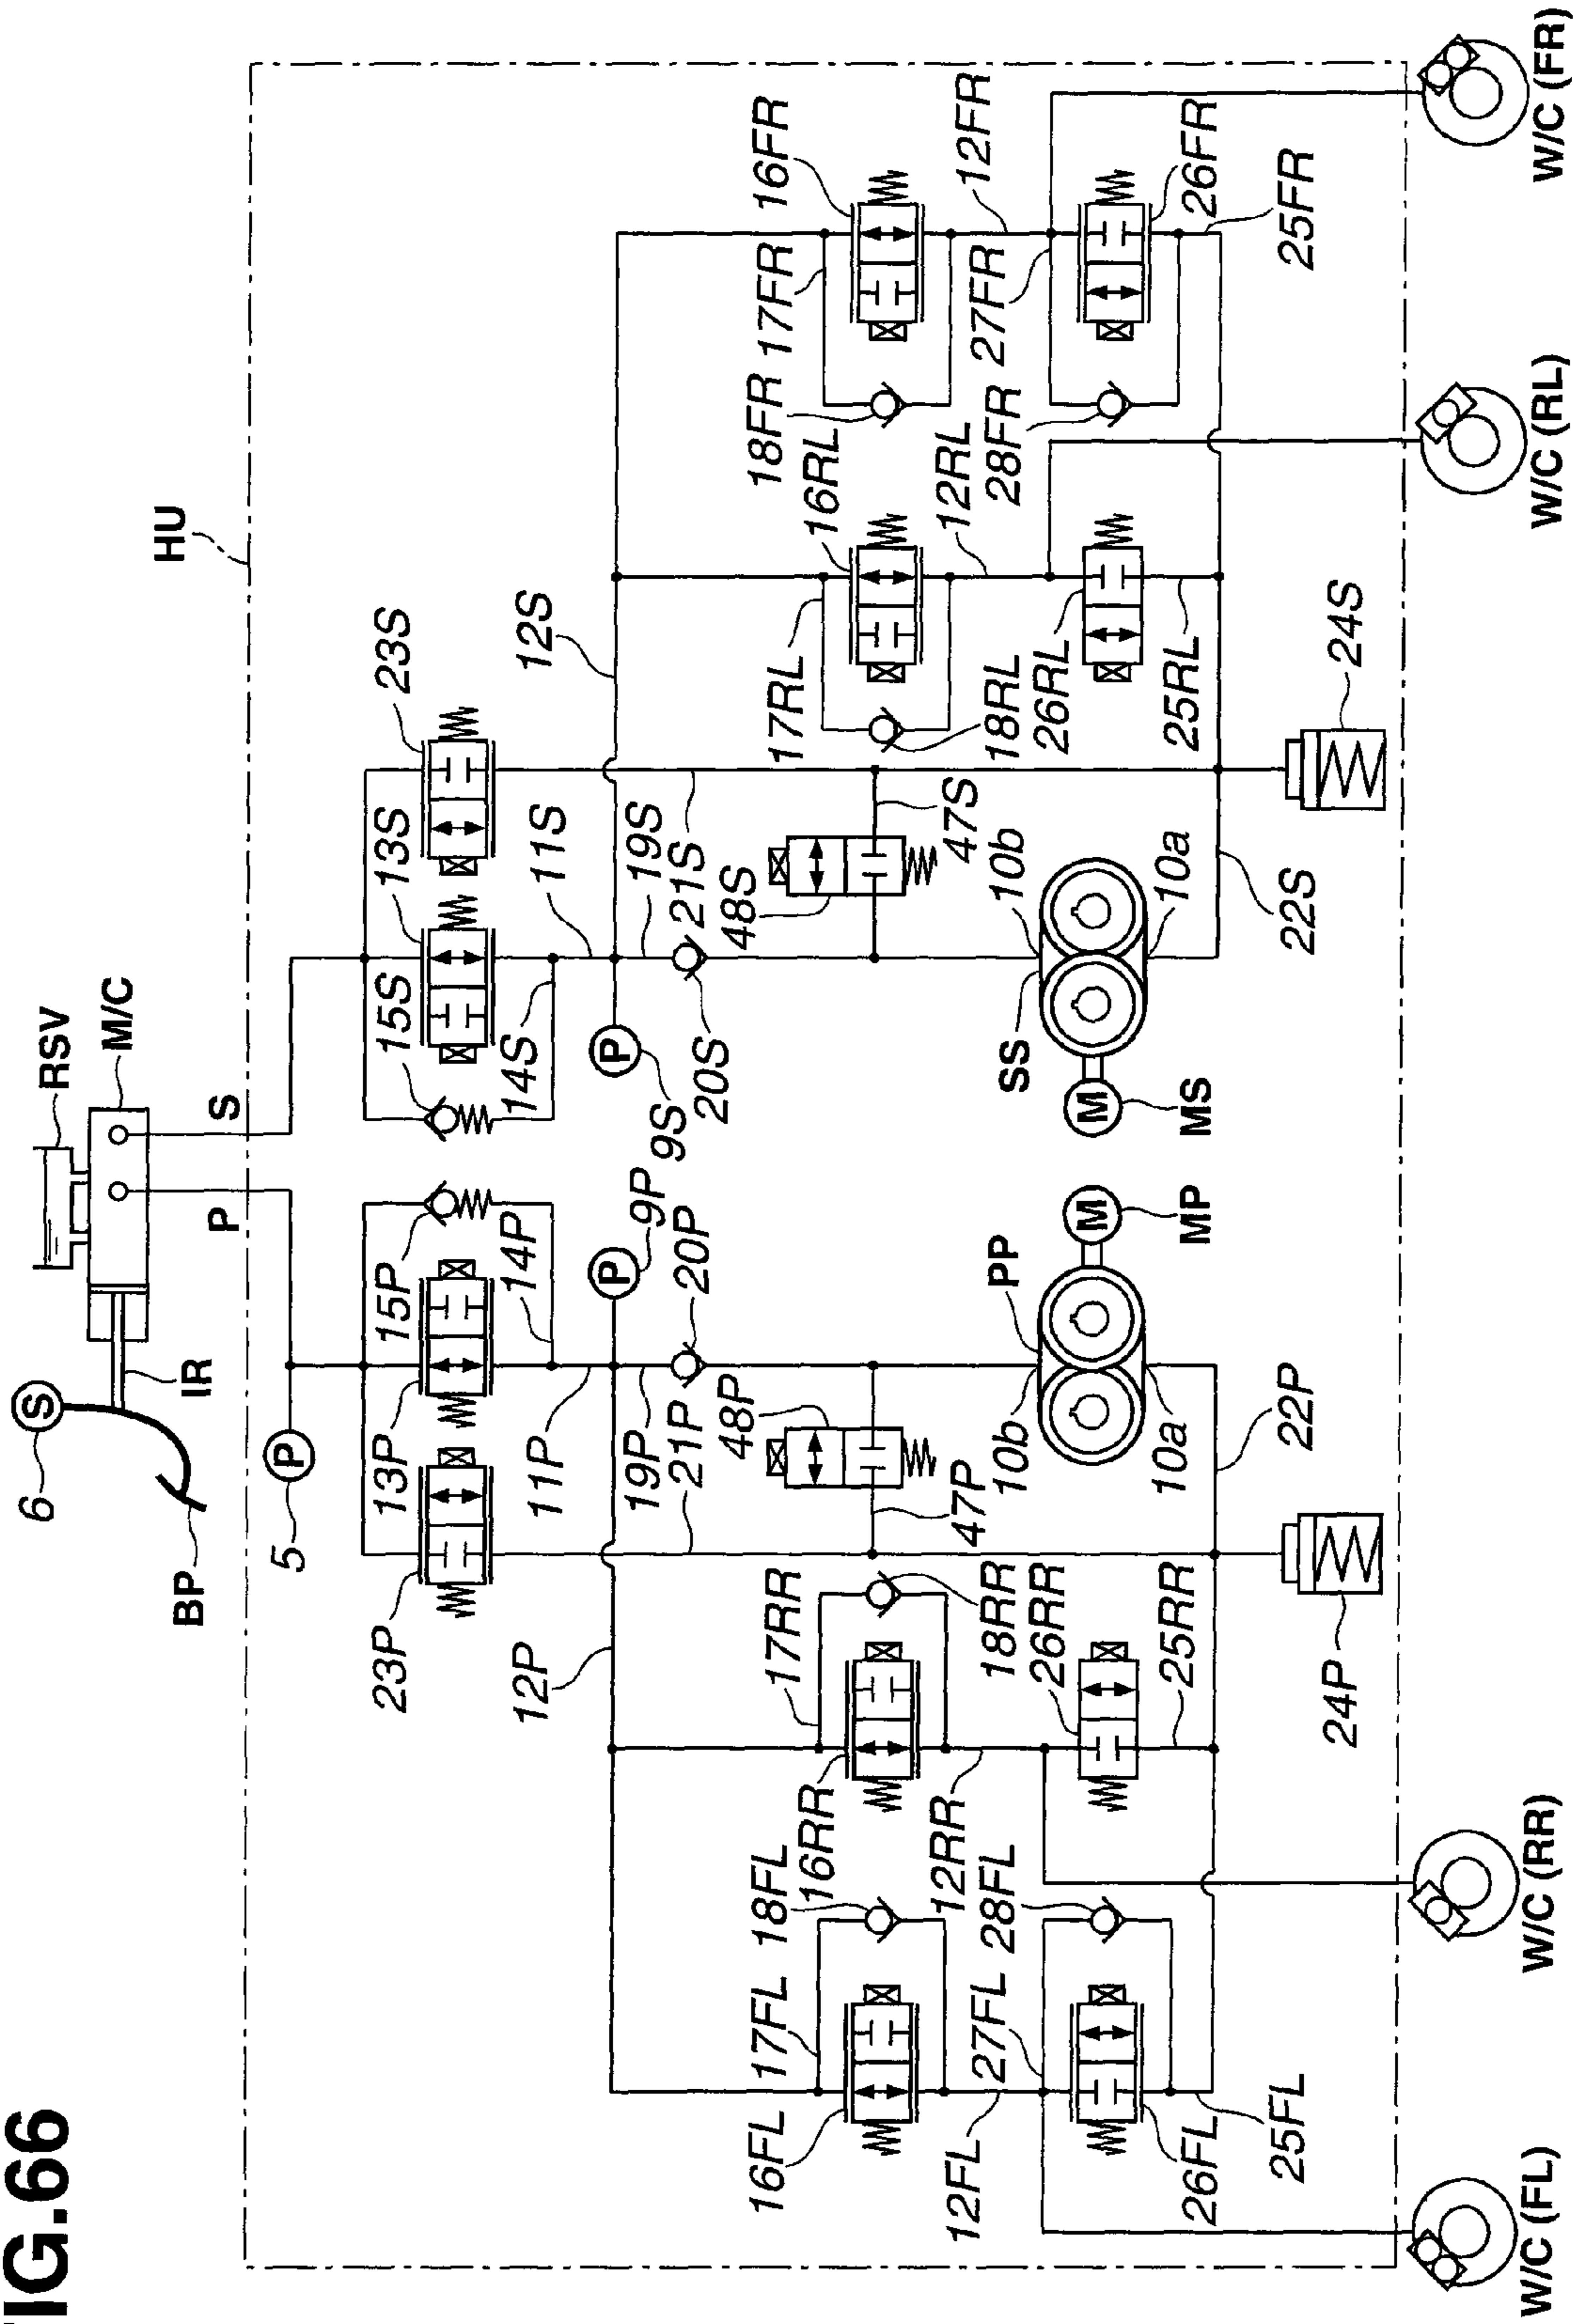 IG.66
6
S
BP
IR
RSV
M/C
P
S
HU
5
P
23P
13P
15P
14P
11P
12P
9P
P
19P
20P
21P
48P
47P
15S
13S
23S
14S
11S
12S
P
9S
19S
20S
21S
48S
47S
16FL
17FL
18FL
16RR
17RR
18RR
12FL
27FL
28FL
12RR
26RR
26FL
25FL
25RR
10b
PP
10a
M
MP
22P
24P
17RL
16RL
18RL
12RL
26RL
25RL
18FR
17FR
16FR
12FR
27FR
28FR
26FR
25FR
SS
10b
10a
M
MS
22S
24S
W/C (FL)
W/C (RR)
W/C (RL)
W/C (FR)